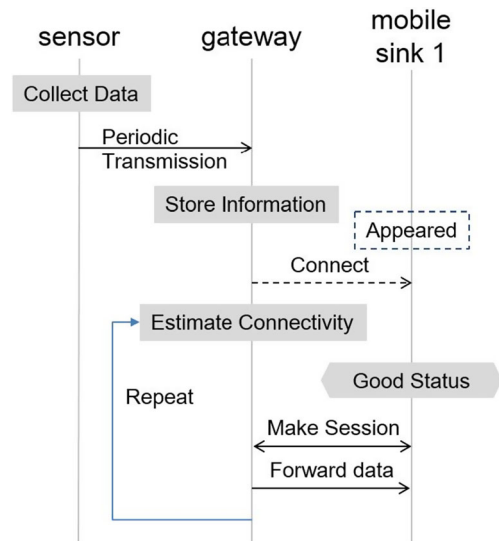 sensor
gateway
mobile
sink 1
Collect Data
Periodic
Transmission
Store Information
Appeared
Connect
Estimate Connectivity
Good Status
Repeat
Make Session
Forward data